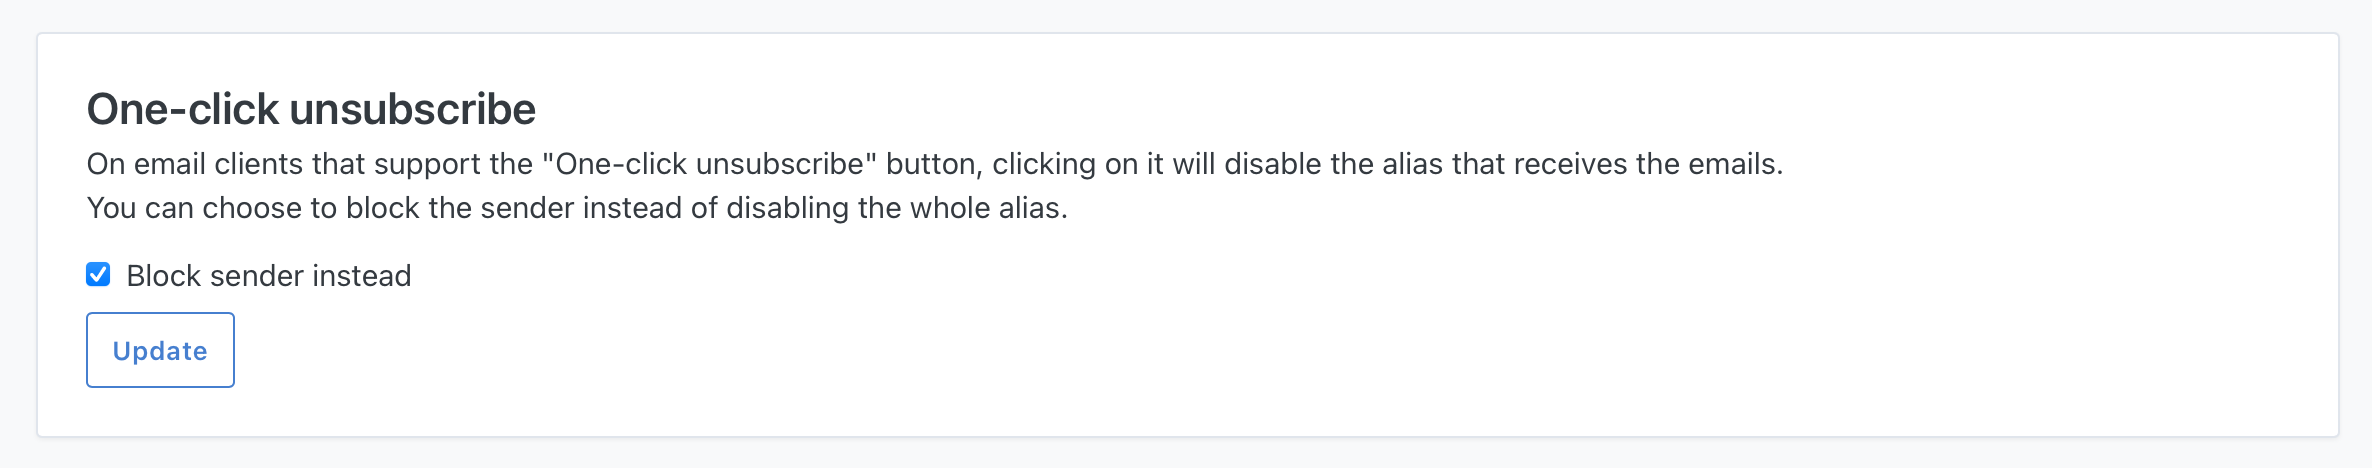 One-click unsubscribe
On email clients that support the "One-click unsubscribe" button, clicking on it will disable the alias that receives the emails.
You can choose to block the sender instead of disabling the whole alias.
Block sender instead
Update